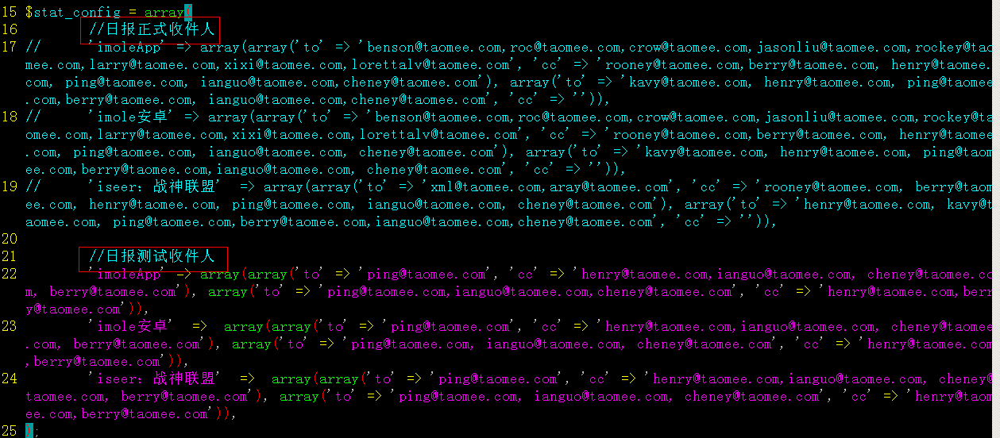 15 $stat_config = array(
16 //日报正式收件人
17 // 'imoleApp' => array(array('to' => 'benson@taomee.com,roc@taomee.com,crow@taomee.com,jasonliu@taomee.com,rockey@tao
mee.com,larry@taomee.com,xixi@taomee.com,lorettalv@taomee.com', 'cc' => 'rooney@taomee.com,berry@taomee.com, henry@taomee.
com, ping@taomee.com, ianguo@taomee.com,cheney@taomee.com'), array('to' => 'kavy@taomee.com, henry@taomee.com, ping@taomee
.com,berry@taomee.com, ianguo@taomee.com,cheney@taomee.com', 'cc' => '')),
18 // 'imole安卓' => array(array('to' => 'benson@taomee.com,roc@taomee.com,crow@taomee.com,jasonliu@taomee.com,rockey@ta
omee.com,larry@taomee.com,xixi@taomee.com,lorettalv@taomee.com', 'cc' => 'rooney@taomee.com,berry@taomee.com, henry@taomee
.com, ping@taomee.com, ianguo@taomee.com, cheney@taomee.com'), array('to' => 'kavy@taomee.com, henry@taomee.com, ping@taom
ee.com,berry@taomee.com,ianguo@taomee.com, cheney@taomee.com', 'cc' => '')),
19 // 'iseer：战神联盟' => array(array('to' => 'xml@taomee.com,aray@taomee.com', 'cc' => 'rooney@taomee.com, berry@taom
ee.com, henry@taomee.com, ping@taomee.com, ianguo@taomee.com, cheney@taomee.com'), array('to' => 'henry@taomee.com, kavy@t
aomee.com, ping@taomee.com,berry@taomee.com,ianguo@taomee.com,cheney@taomee.com', 'cc' => '')),
20
21 //日报测试收件人
22 'imoleApp' => array(array('to' => 'ping@taomee.com', 'cc' => 'henry@taomee.com,ianguo@taomee.com, cheney@taomee.co
m, berry@taomee.com'), array('to' => 'ping@taomee.com,ianguo@taomee.com,cheney@taomee.com', 'cc' => 'henry@taomee.com,berr
y@taomee.com')),
23 'imole安卓' => array(array('to' => 'ping@taomee.com', 'cc' => 'henry@taomee.com,ianguo@taomee.com, cheney@taomee
.com, berry@taomee.com'), array('to' => 'ping@taomee.com, ianguo@taomee.com, cheney@taomee.com', 'cc' => 'henry@taomee.com
,berry@taomee.com')),
24 'iseer：战神联盟' => array(array('to' => 'ping@taomee.com', 'cc' => 'henry@taomee.com,ianguo@taomee.com, cheney@
taomee.com, berry@taomee.com'), array('to' => 'ping@taomee.com, ianguo@taomee.com, cheney@taomee.com', 'cc' => 'henry@taom
ee.com,berry@taomee.com')),
25 );